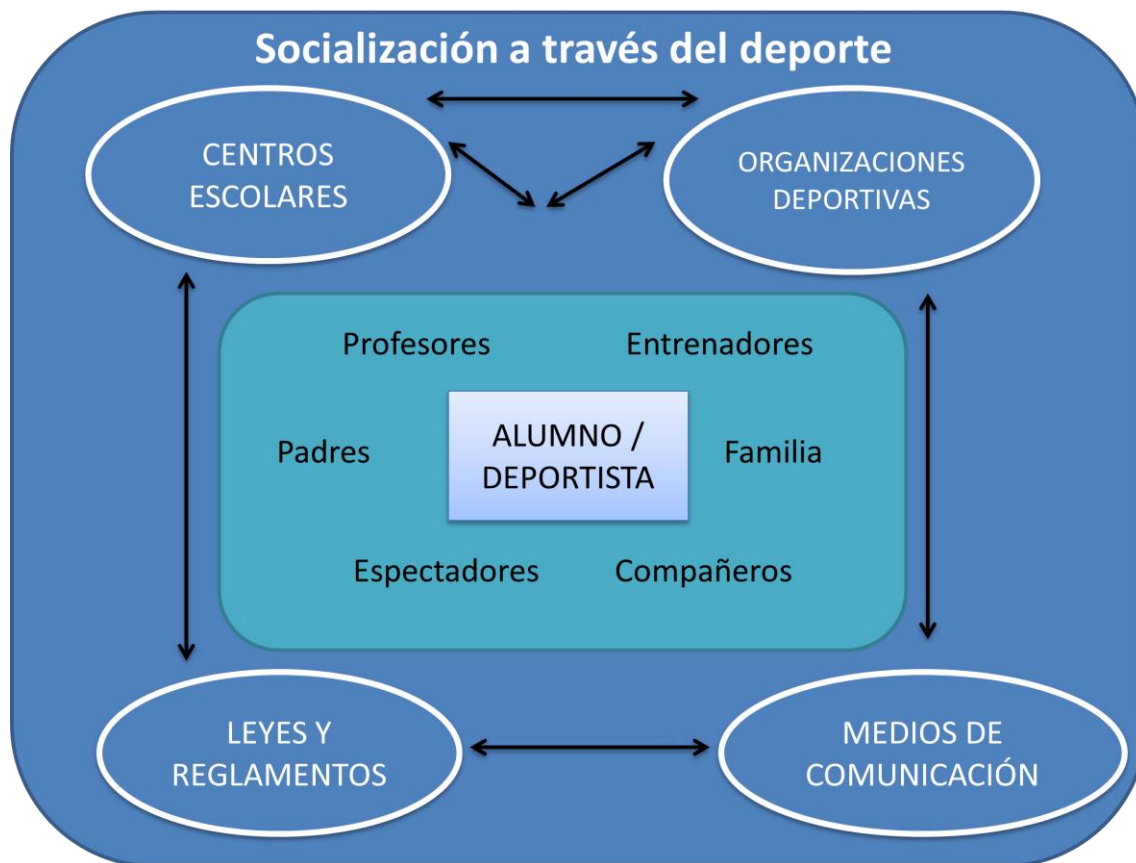 Socialización a través del deporte
CENTROS
ESCOLARES
ORGANIZACIONES
DEPORTIVAS
Profesores
Entrenadores
Padres
ALUMNO /
DEPORTISTA
Familia
Espectadores
Compañeros
LEYES Y
REGLAMENTOS
MEDIOS DE
COMUNICACIÓN